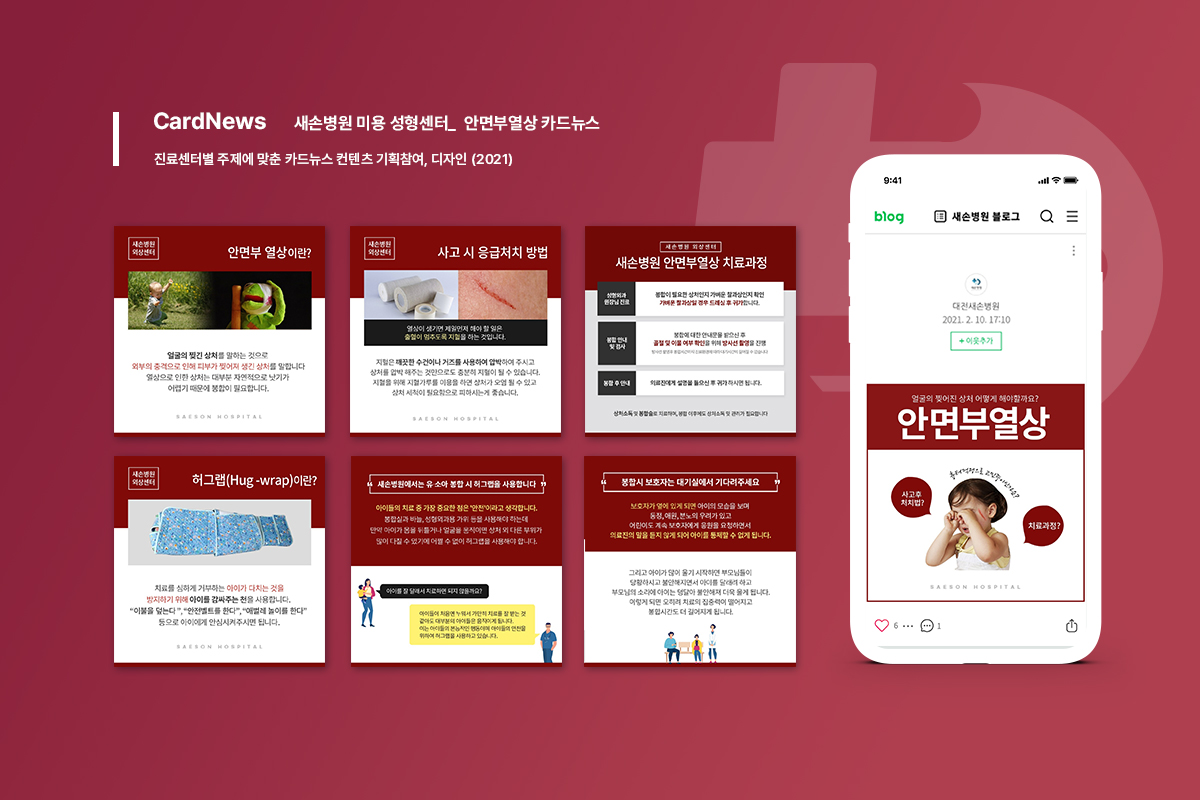 CardNews 새손병원 미용 성형센터_ 안면부열상 카드뉴스
진료센터별 주제에 맞춘 카드뉴스 컨텐츠 기획참여, 디자인 (2021)
새손병원
외상센터
안면부 열상이란?
얼굴의 찢긴 상처를 말하는 것으로
외부의 충격으로 인해 피부가 찢어져 생긴 상처를 말합니다
열상으로 인한 상처는 대부분 자연적으로 낫기가
어렵기 때문에 봉합이 필요합니다.
SAESON HOSPITAL
새손병원
외상센터
사고 시 응급처치 방법
열상이 생기면 제일먼저 해야 할 일은
출혈이 멈추도록 지혈을 하는 것입니다.
지혈은 깨끗한 수건이나 거즈를 사용하여 압박하여 주시고
상처를 압박 해주는 것만으로도 충분히 지혈이 될 수 있습니다.
지혈을 위해 지혈가루를 이용을 하면 상처가 오염 될 수 있고
상처 세척이 필요함으로 피하시는게 좋습니다.
SAESON HOSPITAL
새손병원 외상센터
새손병원 안면부열상 치료과정
성형외과
원장님 진료
봉합이 필요한 상처인지 가벼운 찰과상인지 확인
가벼운 찰과상일 경우 드레싱 후 귀가합니다.
봉합 안내
및 검사
봉합에 대한 안내문을 받으신 후
골절 및 이물 여부 확인을 위해 방사선 촬영을 진행
봉합 후 안내
의료진에게 설명을 들으신 후 귀가 하시면 됩니다.
상처소독 및 봉합술로 치료하며, 봉합 이후에도 상처소독 및 관리가 필요합니다
새손병원
외상센터
허그랩(Hug -wrap)이란?
치료를 심하게 거부하는 아이가 다치는 것을
방지하기 위해 아이를 감싸주는 천을 사용합니다.
“이불을 덮는다”, “안전벨트를 한다”, “애벌레 놀이를 한다”
등으로 아이에게 안심시켜주시면 됩니다.
SAESON HOSPITAL
“ 새손병원에서는 유·소아 봉합 시 허그랩을 사용합니다 ”
아이들의 치료 중 가장 중요한 점은 '안전'이라고 생각합니다.
봉합실과 바늘, 성형외과용 가위 등을 사용해야 하는데
만약 아이가 몸을 뒤틀거나 얼굴을 움직이면 상처 외 다른 부위가
많이 다칠 수 있기에 어쩔 수 없이 허그랩을 사용해야 합니다.
아이를 잘 달래서 치료하면 되지 않을까요?
아이들이 처음엔 누워서 가만히 치료를 잘 받는 것
같아도 대부분의 아이들은 움직이게 됩니다.
이는 아이들의 본능적인 행동이며 아이들의 안전을
위하여 허그랩을 사용하고 있습니다.
“ 봉합시 보호자는 대기실에서 기다려주세요 ”
보호자가 옆에 있게 되면 아이의 모습을 보며
동정, 애원, 분노의 우려가 있고
어린이도 계속 보호자에게 응원을 요청하면서
의료진의 말을 듣지 않게 되어 아이를 통제할 수 없게 됩니다.
그리고 아이가 많이 울기 시작하면 부모님들이
당황하시고 불안해지면서 아이를 달래려 하고
부모님의 소리에 아이는 덩달아 불안해져 더욱 울게 됩니다.
이렇게 되면 오히려 치료의 집중력이 떨어지고
봉합시간도 더 길어지게 됩니다.
9:41
blog 새손병원 블로그
대전새손병원
2021. 2. 10. 17:10
+ 이웃추가
얼굴의 찢어진 상처 어떻게 해야할까요?
안면부열상
사고후
처치법?
치료과정?
SAESON HOSPITAL
6
1